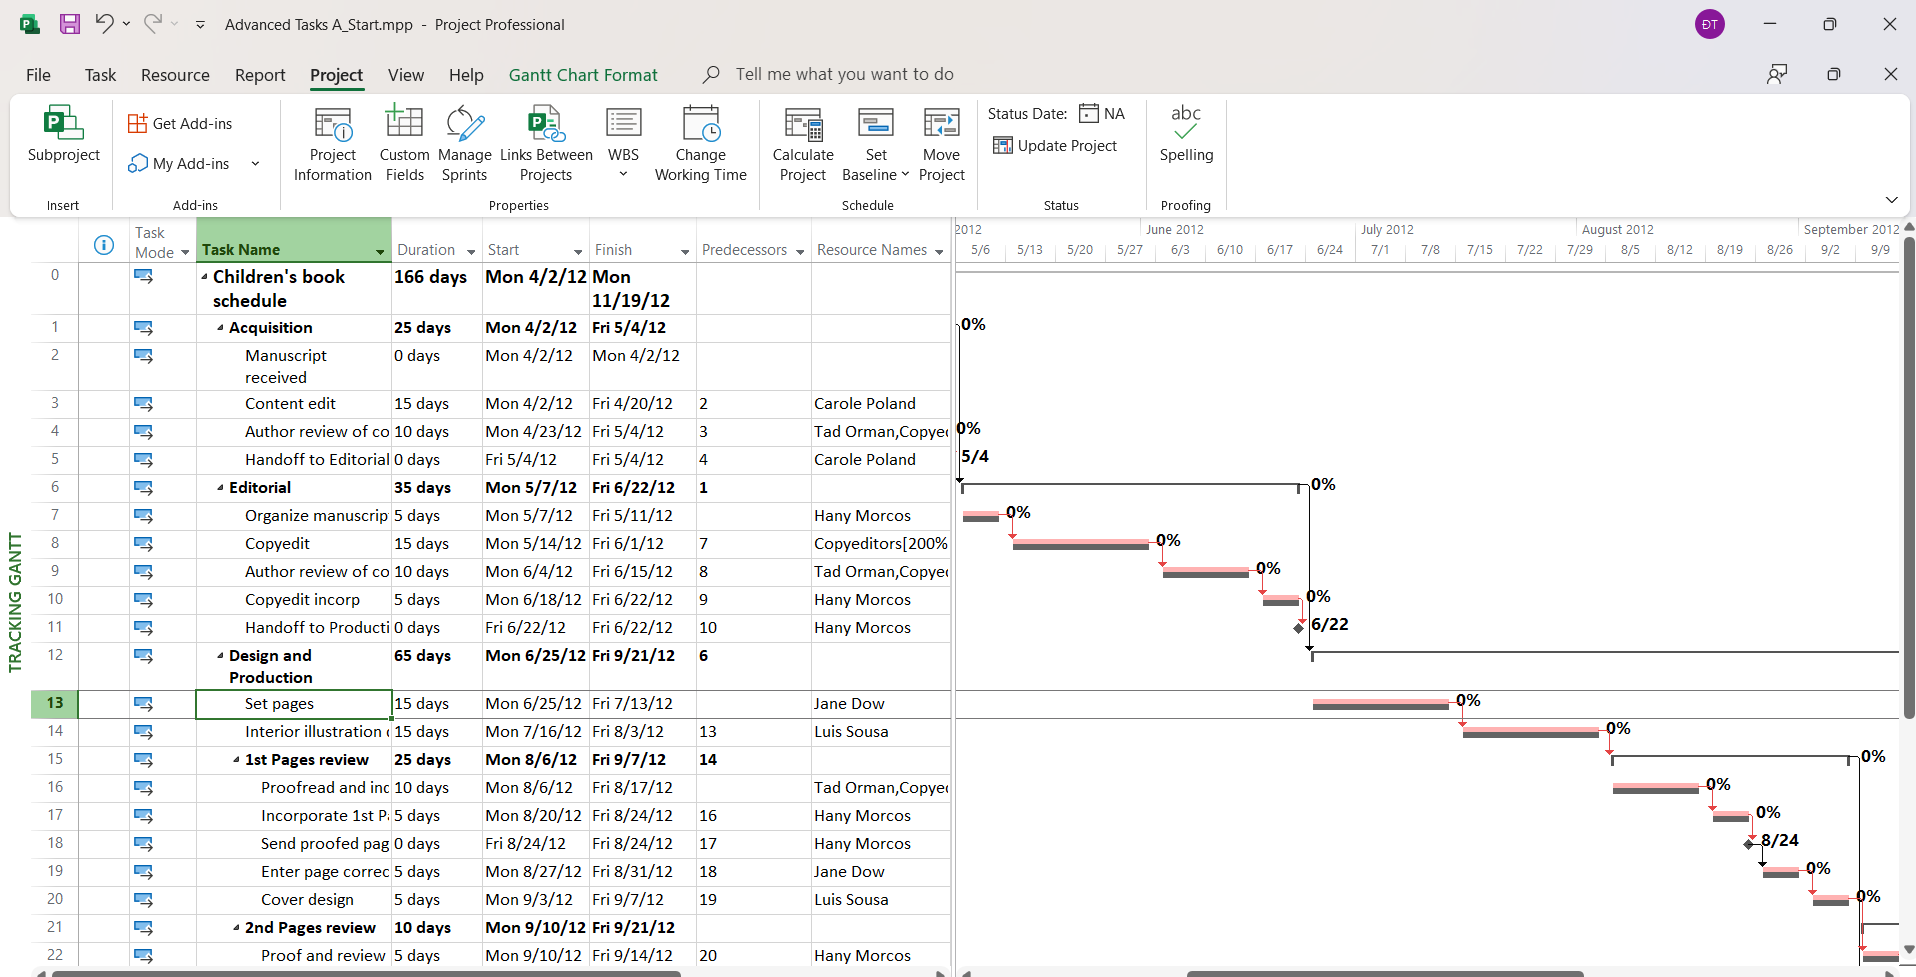 Advanced Tasks A_Start.mpp - Project Professional
ĐT
File Task Resource Report Project View Help Gantt Chart Format Tell me what you want to do
Subproject
Insert
Get Add-ins
My Add-ins
Add-ins
Project Information
Custom Fields
Manage Sprints
Links Between Projects
WBS
Change Working Time
Properties
Calculate Project
Set Baseline
Move Project
Schedule
Status Date: NA
Update Project
Status
abc
Spelling
Proofing
TRACKING GANTT
Task Mode Task Name Duration Start Finish Predecessors Resource Names
2012 June 2012 July 2012 August 2012 September 2012
5/6 5/13 5/20 5/27 6/3 6/10 6/17 6/24 7/1 7/8 7/15 7/22 7/29 8/5 8/12 8/19 8/26 9/2 9/9
0 Children's book schedule 166 days Mon 4/2/12 Mon 11/19/12
1 Acquisition 25 days Mon 4/2/12 Fri 5/4/12 0%
2 Manuscript received 0 days Mon 4/2/12 Mon 4/2/12
3 Content edit 15 days Mon 4/2/12 Fri 4/20/12 2 Carole Poland
4 Author review of co 10 days Mon 4/23/12 Fri 5/4/12 3 Tad Orman,Copye 0%
5 Handoff to Editorial 0 days Fri 5/4/12 Fri 5/4/12 4 Carole Poland 5/4
6 Editorial 35 days Mon 5/7/12 Fri 6/22/12 1 0%
7 Organize manuscrip 5 days Mon 5/7/12 Fri 5/11/12 Hany Morcos 0%
8 Copyedit 15 days Mon 5/14/12 Fri 6/1/12 7 Copyeditors[200% 0%
9 Author review of co 10 days Mon 6/4/12 Fri 6/15/12 8 Tad Orman,Copye 0%
10 Copyedit incorp 5 days Mon 6/18/12 Fri 6/22/12 9 Hany Morcos 0%
11 Handoff to Producti 0 days Fri 6/22/12 Fri 6/22/12 10 Hany Morcos 6/22
12 Design and Production 65 days Mon 6/25/12 Fri 9/21/12 6
13 Set pages 15 days Mon 6/25/12 Fri 7/13/12 Jane Dow 0%
14 Interior illustration 15 days Mon 7/16/12 Fri 8/3/12 13 Luis Sousa 0%
15 1st Pages review 25 days Mon 8/6/12 Fri 9/7/12 14 0%
16 Proofread and inc 10 days Mon 8/6/12 Fri 8/17/12 Tad Orman,Copye 0%
17 Incorporate 1st P 5 days Mon 8/20/12 Fri 8/24/12 16 Hany Morcos 0%
18 Send proofed pag 0 days Fri 8/24/12 Fri 8/24/12 17 Hany Morcos 8/24
19 Enter page correc 5 days Mon 8/27/12 Fri 8/31/12 18 Jane Dow 0%
20 Cover design 5 days Mon 9/3/12 Fri 9/7/12 19 Luis Sousa 0%
21 2nd Pages review 10 days Mon 9/10/12 Fri 9/21/12
22 Proof and review 5 days Mon 9/10/12 Fri 9/14/12 20 Hany Morcos